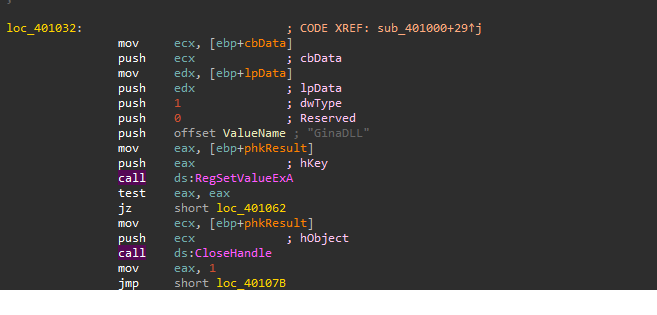 loc_401032: ; CODE XREF: sub_401000+29↑j
mov ecx, [ebp+cbData]
push ecx ; cbData
mov edx, [ebp+lpData]
push edx ; lpData
push 1 ; dwType
push 0 ; Reserved
push offset ValueName ; "GinaDLL"
mov eax, [ebp+phkResult]
push eax ; hKey
call ds:RegSetValueExA
test eax, eax
jz short loc_401062
mov ecx, [ebp+phkResult]
push ecx ; hObject
call ds:CloseHandle
mov eax, 1
jmp short loc_40107B